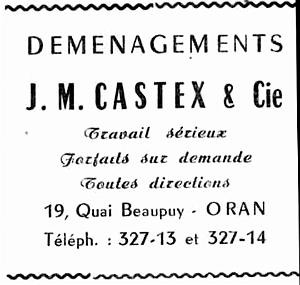 DEMENAGEMENTS
J. M. CASTEX & Cie
Travail sérieux
Forfaits sur demande
Toutes directions
19, Quai Beaupuy - ORAN
Téléph. : 327-13 et 327-14